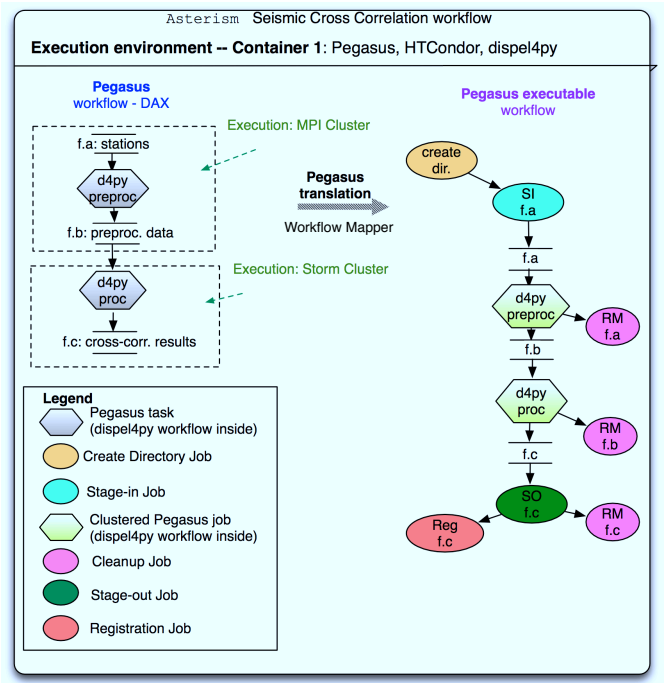 Asterism Seismic Cross Correlation workflow
Execution environment -- Container 1: Pegasus, HTCondor, dispel4py
Pegasus
workflow - DAX
Execution: MPI Cluster
f.a: stations
d4py
preproc
f.b: preproc. data
Execution: Storm Cluster
d4py
proc
f.c: cross-corr. results
Pegasus
translation
Workflow Mapper
Pegasus executable
workflow
create
dir.
SI
f.a
f.a
d4py
preproc
RM
f.a
f.b
d4py
proc
RM
f.b
f.c
SO
f.c
Reg
f.c
RM
f.c
Legend
Pegasus task
(dispel4py workflow inside)
Create Directory Job
Stage-in Job
Clustered Pegasus job
(dispel4py workflow inside)
Cleanup Job
Stage-out Job
Registration Job